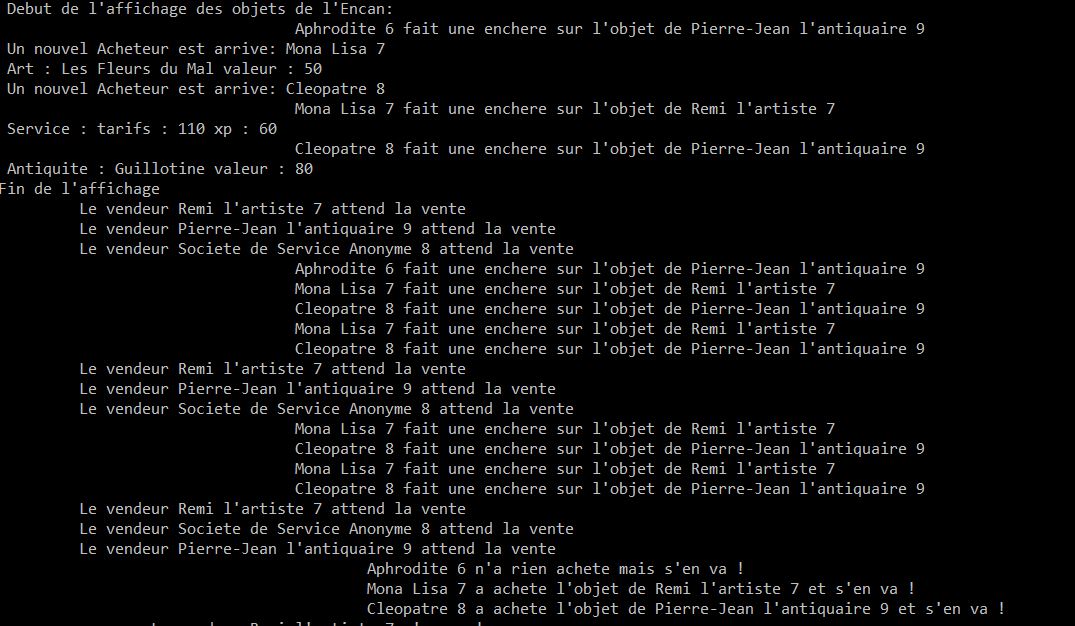 Debut de l'affichage des objets de l'Encan:
Aphrodite 6 fait une enchere sur l'objet de Pierre-Jean l'antiquaire 9
Un nouvel Acheteur est arrive: Mona Lisa 7
Art : Les Fleurs du Mal valeur : 50
Un nouvel Acheteur est arrive: Cleopatre 8
Mona Lisa 7 fait une enchere sur l'objet de Remi l'artiste 7
Service : tarifs : 110 xp : 60
Cleopatre 8 fait une enchere sur l'objet de Pierre-Jean l'antiquaire 9
Antiquite : Guillotine valeur : 80
Fin de l'affichage
Le vendeur Remi l'artiste 7 attend la vente
Le vendeur Pierre-Jean l'antiquaire 9 attend la vente
Le vendeur Societe de Service Anonyme 8 attend la vente
Aphrodite 6 fait une enchere sur l'objet de Pierre-Jean l'antiquaire 9
Mona Lisa 7 fait une enchere sur l'objet de Remi l'artiste 7
Cleopatre 8 fait une enchere sur l'objet de Pierre-Jean l'antiquaire 9
Mona Lisa 7 fait une enchere sur l'objet de Remi l'artiste 7
Cleopatre 8 fait une enchere sur l'objet de Pierre-Jean l'antiquaire 9
Le vendeur Remi l'artiste 7 attend la vente
Le vendeur Pierre-Jean l'antiquaire 9 attend la vente
Le vendeur Societe de Service Anonyme 8 attend la vente
Mona Lisa 7 fait une enchere sur l'objet de Remi l'artiste 7
Cleopatre 8 fait une enchere sur l'objet de Pierre-Jean l'antiquaire 9
Mona Lisa 7 fait une enchere sur l'objet de Remi l'artiste 7
Cleopatre 8 fait une enchere sur l'objet de Pierre-Jean l'antiquaire 9
Le vendeur Remi l'artiste 7 attend la vente
Le vendeur Societe de Service Anonyme 8 attend la vente
Le vendeur Pierre-Jean l'antiquaire 9 attend la vente
Aphrodite 6 n'a rien achete mais s'en va !
Mona Lisa 7 a achete l'objet de Remi l'artiste 7 et s'en va !
Cleopatre 8 a achete l'objet de Pierre-Jean l'antiquaire 9 et s'en va !